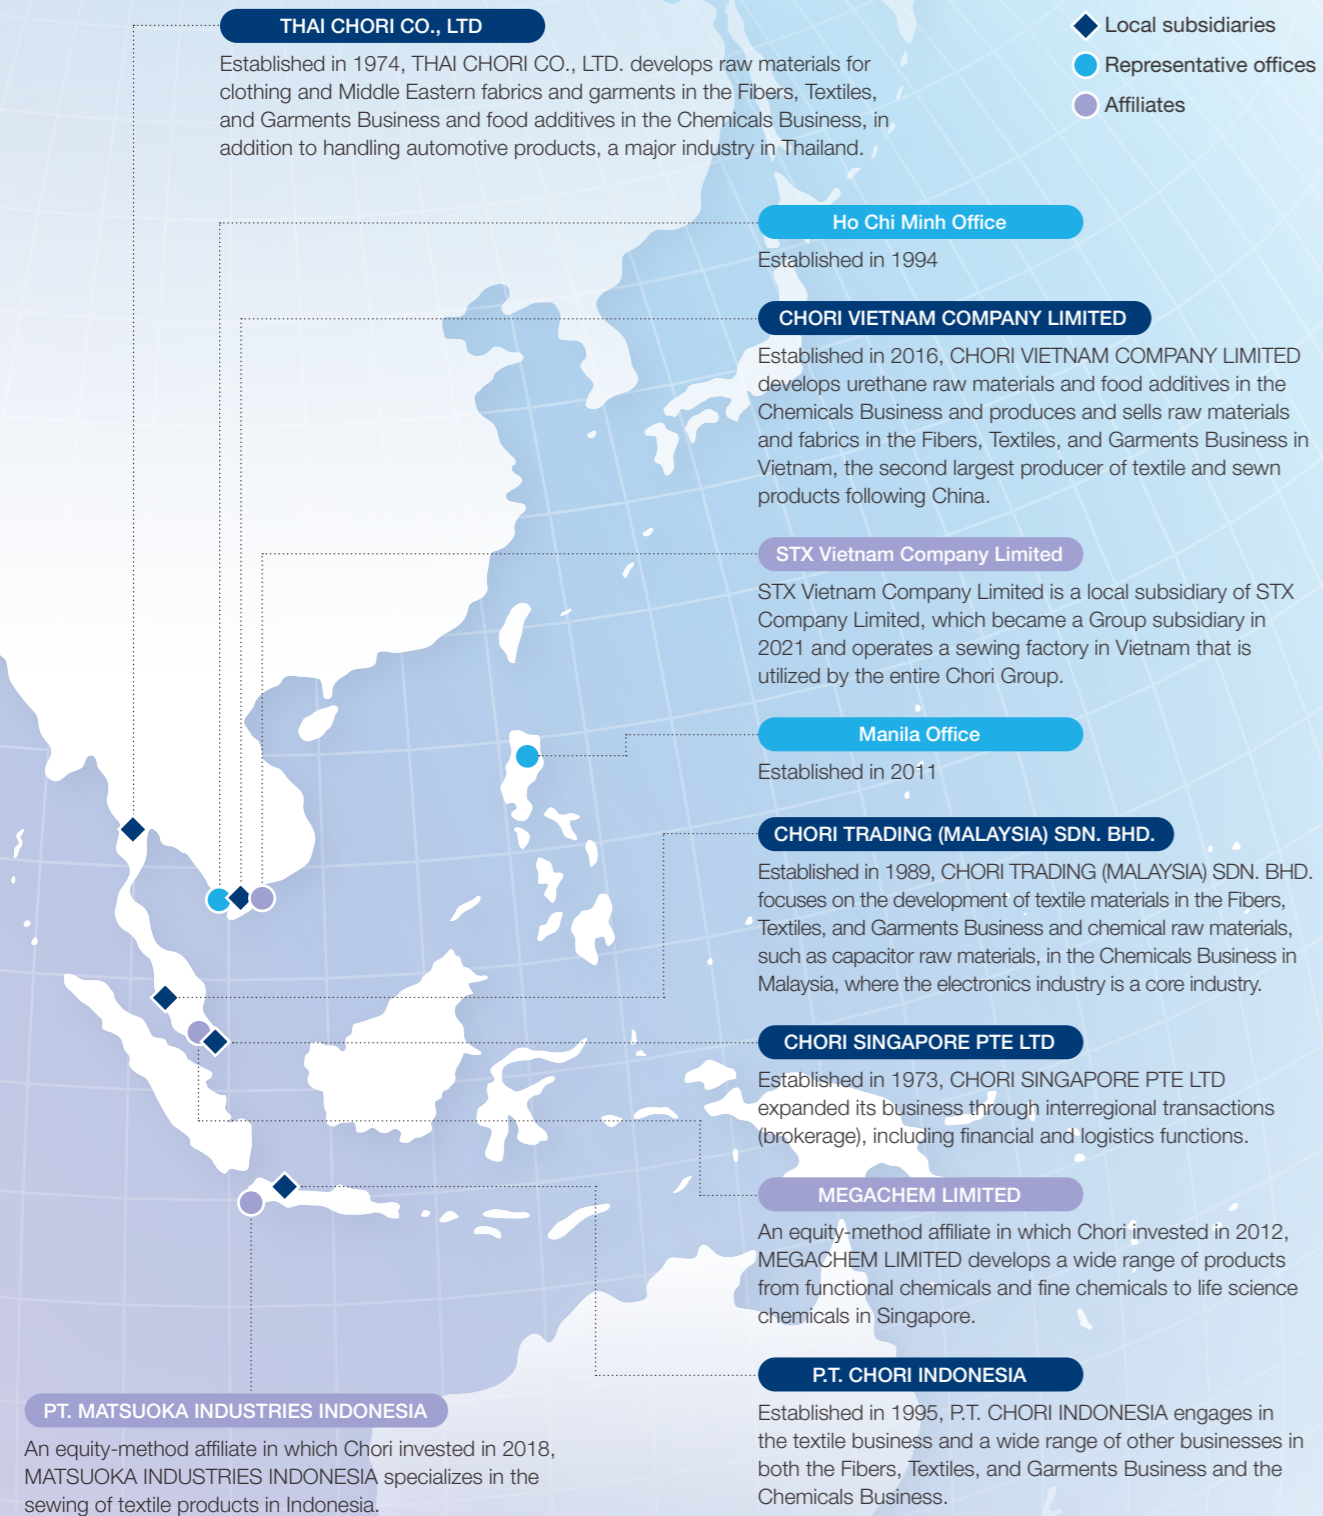 THAI CHORI CO., LTD
Established in 1974, THAI CHORI CO., LTD. develops raw materials for
clothing and Middle Eastern fabrics and garments in the Fibers, Textiles,
and Garments Business and food additives in the Chemicals Business, in
addition to handling automotive products, a major industry in Thailand.
Local subsidiaries
Representative offices
Affiliates
Ho Chi Minh Office
Established in 1994
CHORI VIETNAM COMPANY LIMITED
Established in 2016, CHORI VIETNAM COMPANY LIMITED
develops urethane raw materials and food additives in the
Chemicals Business and produces and sells raw materials
and fabrics in the Fibers, Textiles, and Garments Business in
Vietnam, the second largest producer of textile and sewn
products following China.
STX Vietnam Company Limited
STX Vietnam Company Limited is a local subsidiary of STX
Company Limited, which became a Group subsidiary in
2021 and operates a sewing factory in Vietnam that is
utilized by the entire Chori Group.
Manila Office
Established in 2011
CHORI TRADING (MALAYSIA) SDN. BHD.
Established in 1989, CHORI TRADING (MALAYSIA) SDN. BHD.
focuses on the development of textile materials in the Fibers,
Textiles, and Garments Business and chemical raw materials,
such as capacitor raw materials, in the Chemicals Business in
Malaysia, where the electronics industry is a core industry.
CHORI SINGAPORE PTE LTD
Established in 1973, CHORI SINGAPORE PTE LTD
expanded its business through interregional transactions
(brokerage), including financial and logistics functions.
MEGACHEM LIMITED
An equity-method affiliate in which Chori invested in 2012,
MEGACHEM LIMITED develops a wide range of products
from functional chemicals and fine chemicals to life science
chemicals in Singapore.
P.T. CHORI INDONESIA
Established in 1995, P.T. CHORI INDONESIA engages in
the textile business and a wide range of other businesses in
both the Fibers, Textiles, and Garments Business and the
Chemicals Business.
PT. MATSUOKA INDUSTRIES INDONESIA
An equity-method affiliate in which Chori invested in 2018,
MATSUOKA INDUSTRIES INDONESIA specializes in the
sewing of textile products in Indonesia.